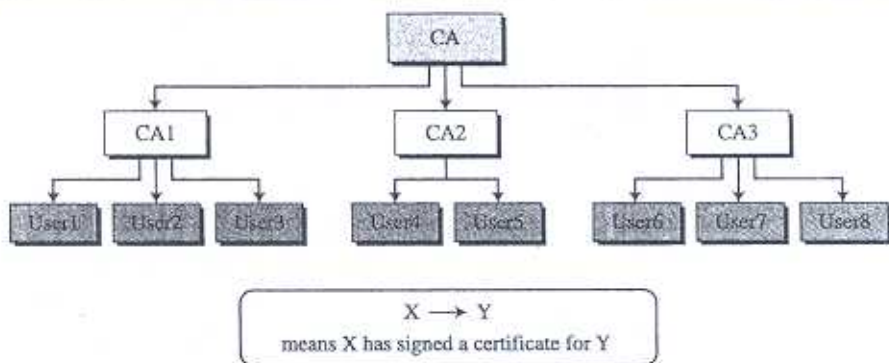 CA
CA1 CA2 CA3
User1 User2 User3 User4 User5 User6 User7 User8
X → Y
means X has signed a certificate for Y